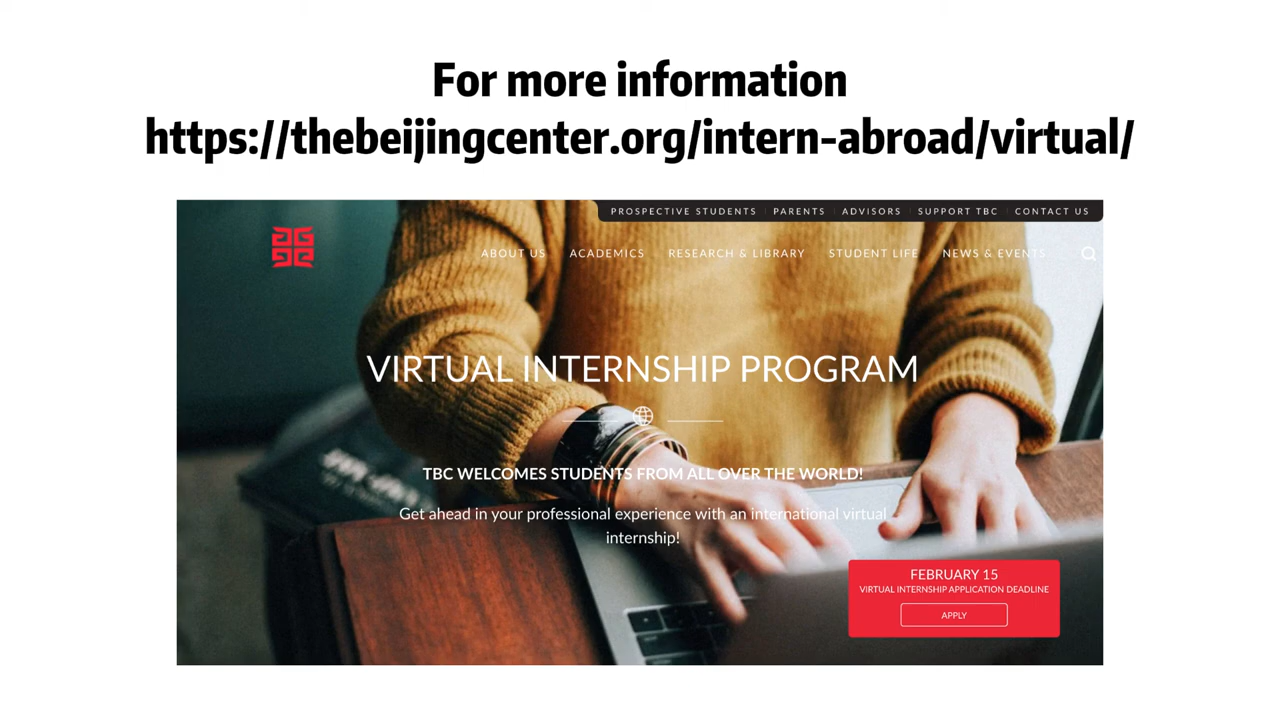 For more information
https://thebeijingcenter.org/intern-abroad/virtual/
PROSPECTIVE STUDENTS PARENTS ADVISORS SUPPORT TBC CONTACT US
ABOUT US ACADEMICS RESEARCH & LIBRARY STUDENT LIFE NEWS & EVENTS
VIRTUAL INTERNSHIP PROGRAM
TBC WELCOMES STUDENTS FROM ALL OVER THE WORLD!
Get ahead in your professional experience with an international virtual
internship!
FEBRUARY 15
VIRTUAL INTERNSHIP APPLICATION DEADLINE
APPLY